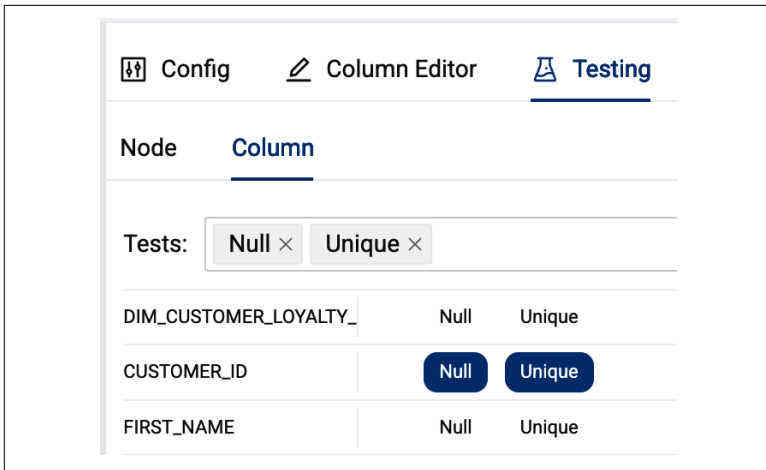 Config Column Editor Testing
Node Column
Tests: Null × Unique ×
DIM_CUSTOMER_LOYALTY_ Null Unique
CUSTOMER_ID Null Unique
FIRST_NAME Null Unique